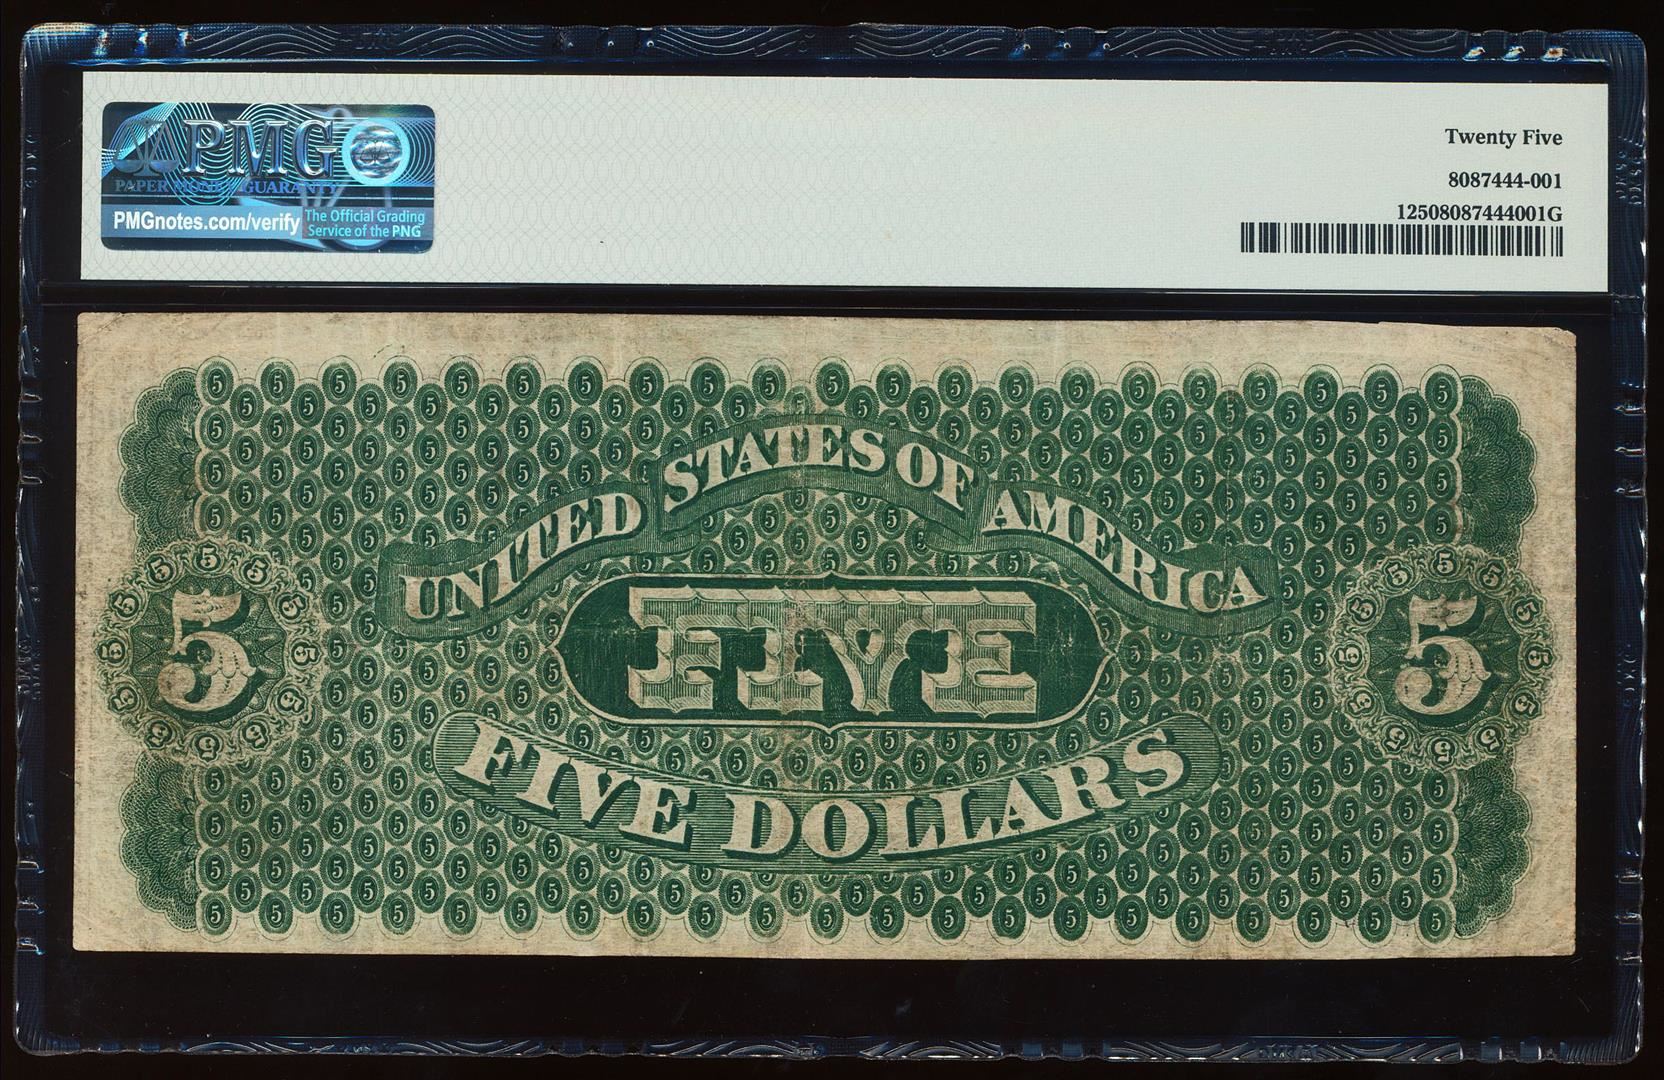 PMG
PAPER MONEY GUARANTY
PMGnotes.com/verify
The Official Grading
Service of the PNG
Twenty Five
8087444-001
12508087444001G
UNITED STATES OF AMERICA
5 FIVE 5
FIVE DOLLARS